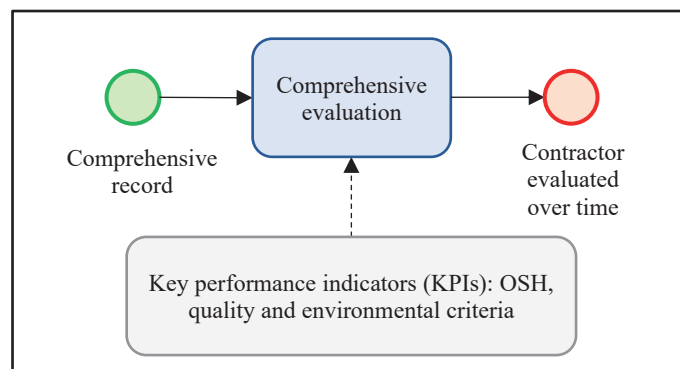 Comprehensive
evaluation
Comprehensive
record
Contractor
evaluated
over time
Key performance indicators (KPIs): OSH,
quality and environmental criteria